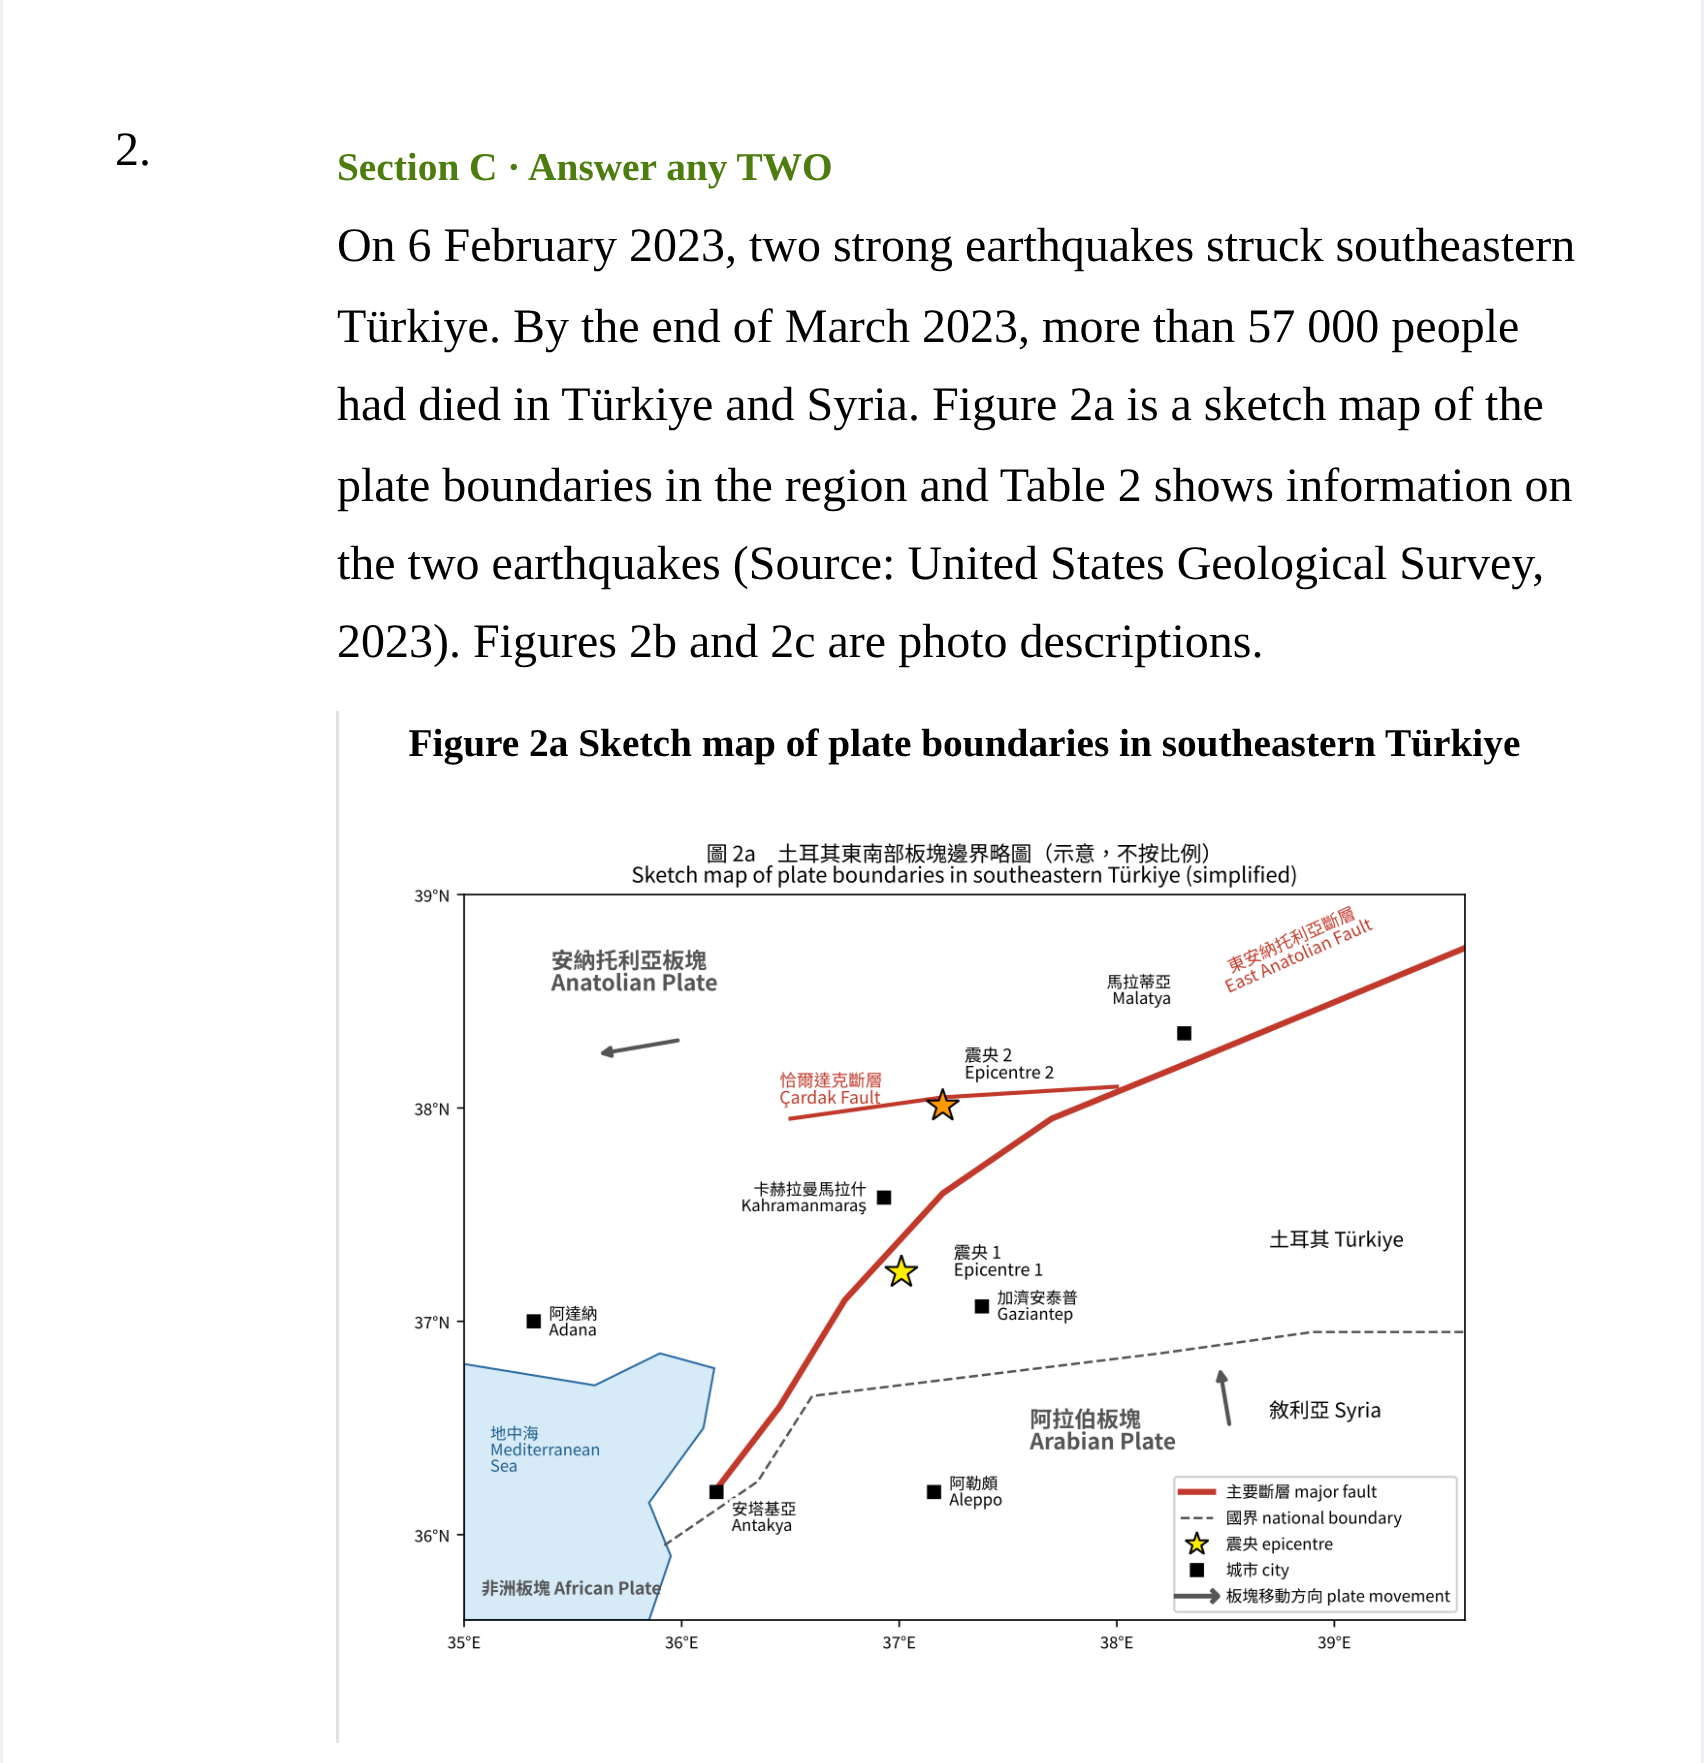 2.
Section C · Answer any TWO
On 6 February 2023, two strong earthquakes struck southeastern
Türkiye. By the end of March 2023, more than 57 000 people
had died in Türkiye and Syria. Figure 2a is a sketch map of the
plate boundaries in the region and Table 2 shows information on
the two earthquakes (Source: United States Geological Survey,
2023). Figures 2b and 2c are photo descriptions.
Figure 2a Sketch map of plate boundaries in southeastern Türkiye
圖 2a　土耳其東南部板塊邊界略圖（示意，不按比例）
Sketch map of plate boundaries in southeastern Türkiye (simplified)
39°N
東安納托利亞斷層
East Anatolian Fault
安納托利亞板塊
Anatolian Plate
馬拉蒂亞
Malatya
震央 2
Epicentre 2
恰爾達克斷層
Çardak Fault
38°N
卡赫拉曼馬拉什
Kahramanmaraş
土耳其 Türkiye
震央 1
Epicentre 1
加濟安泰普
Gaziantep
阿達納
Adana
37°N
阿拉伯板塊
Arabian Plate
敘利亞 Syria
地中海
Mediterranean
Sea
阿勒頗
Aleppo
安塔基亞
Antakya
36°N
非洲板塊 African Plate
主要斷層 major fault
國界 national boundary
震央 epicentre
城市 city
板塊移動方向 plate movement
35°E
36°E
37°E
38°E
39°E